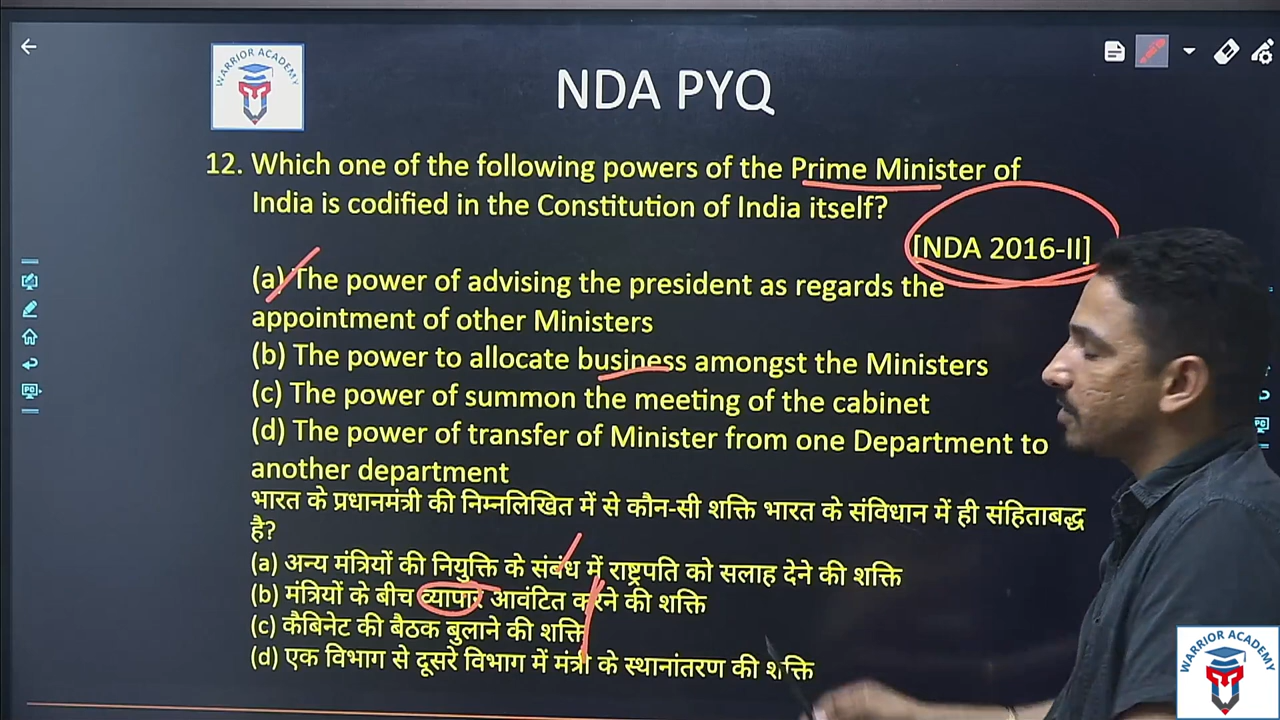 WARRIOR ACADEMY
NDA PYQ
12. Which one of the following powers of the Prime Minister of
India is codified in the Constitution of India itself?
[NDA 2016-II]
(a) The power of advising the president as regards the
appointment of other Ministers
(b) The power to allocate business amongst the Ministers
(c) The power of summon the meeting of the cabinet
(d) The power of transfer of Minister from one Department to
another department
भारत के प्रधानमंत्री की निम्नलिखित में से कौन-सी शक्ति भारत के संविधान में ही संहिताबद्ध
है?
(a) अन्य मंत्रियों की नियुक्ति के संबंध में राष्ट्रपति को सलाह देने की शक्ति
(b) मंत्रियों के बीच व्यापार आवंटित करने की शक्ति
(c) कैबिनेट की बैठक बुलाने की शक्ति
(d) एक विभाग से दूसरे विभाग में मंत्री के स्थानांतरण की शक्ति
WARRIOR ACADEMY